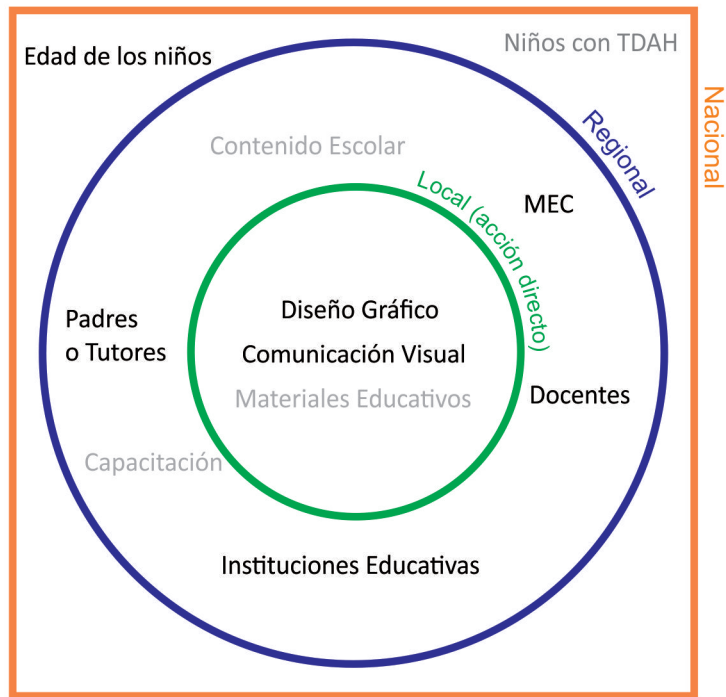 Niños con TDAH
Edad de los niños
Nacional
Regional
Contenido Escolar
Local (acción directo)
MEC
Diseño Gráfico
Padres
o Tutores
Comunicación Visual
Materiales Educativos
Docentes
Capacitación
Instituciones Educativas